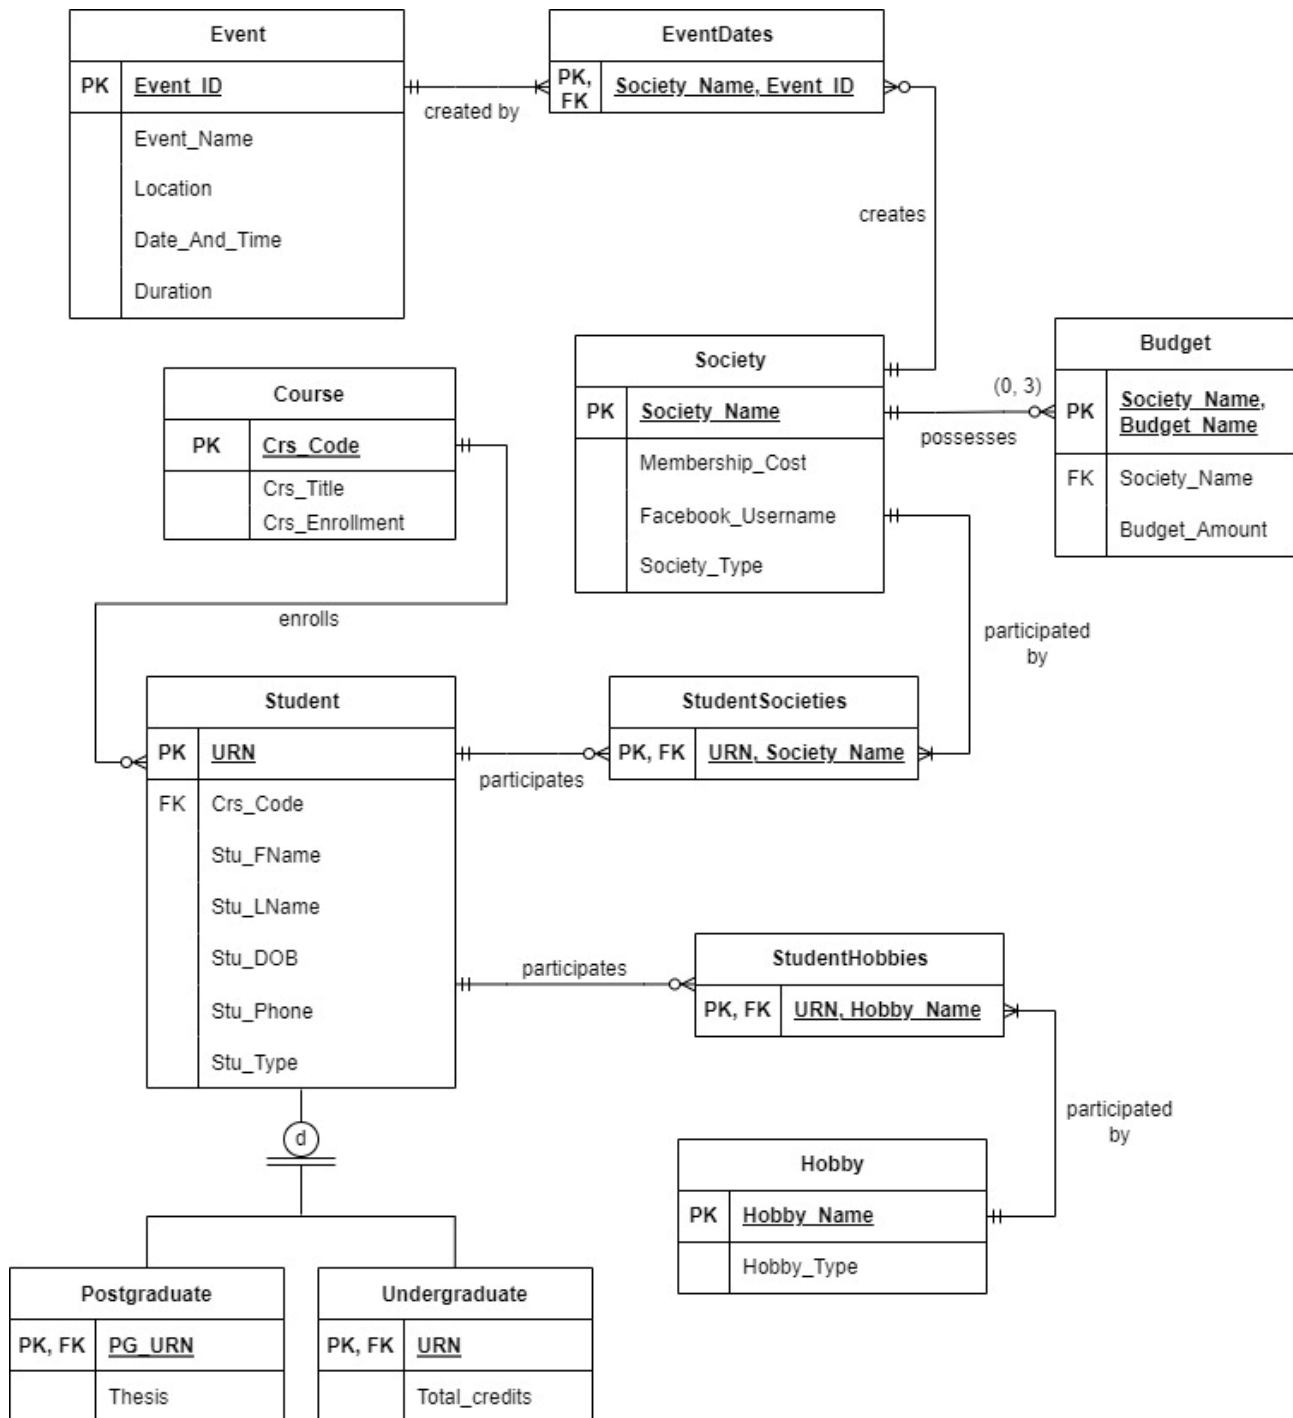 Event
PK Event_ID
Event_Name
Location
Date_And_Time
Duration
created by
EventDates
PK,
FK
Society_Name, Event_ID
creates
Society
PK Society_Name
Membership_Cost
Facebook_Username
Society_Type
(0, 3)
possesses
Budget
PK
Society_Name,
Budget_Name
FK Society_Name
Budget_Amount
Course
PK Crs_Code
Crs_Title
Crs_Enrollment
enrolls
participated
by
Student
PK URN
FK Crs_Code
Stu_FName
Stu_LName
Stu_DOB
Stu_Phone
Stu_Type
participates
StudentSocieties
PK, FK URN, Society_Name
participates
StudentHobbies
PK, FK URN, Hobby_Name
participated
by
Hobby
PK Hobby_Name
Hobby_Type
d
Postgraduate
PK, FK PG_URN
Thesis
Undergraduate
PK, FK URN
Total_credits